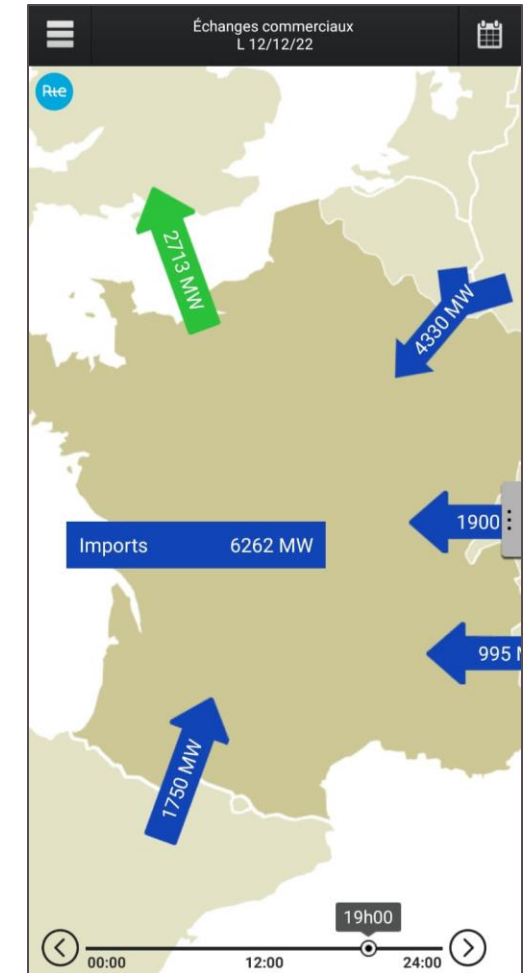 Échanges commerciaux
L 12/12/22
Rte
2713 MW
4330 MW
1900
Imports 6262 MW
995
1750 MW
19h00
00:00 12:00 24:00